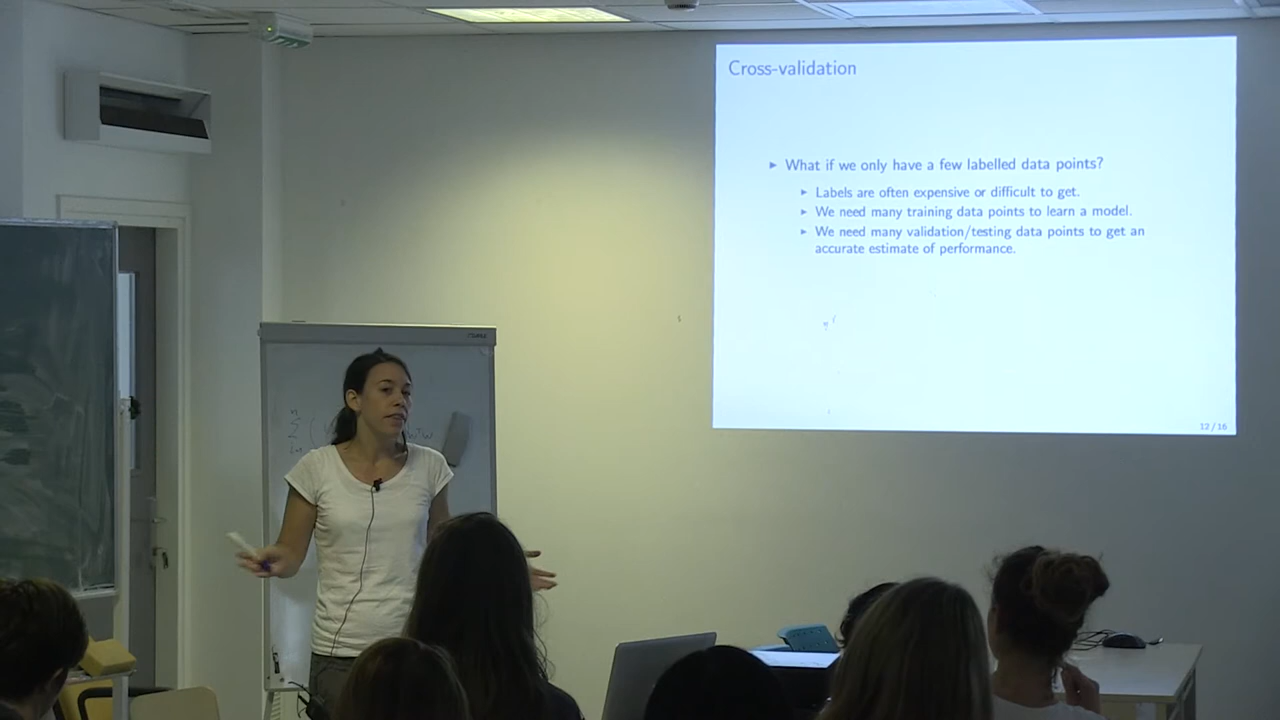 Cross-validation
► What if we only have a few labelled data points?
► Labels are often expensive or difficult to get.
► We need many training data points to learn a model.
► We need many validation/testing data points to get an
accurate estimate of performance.
12 / 16